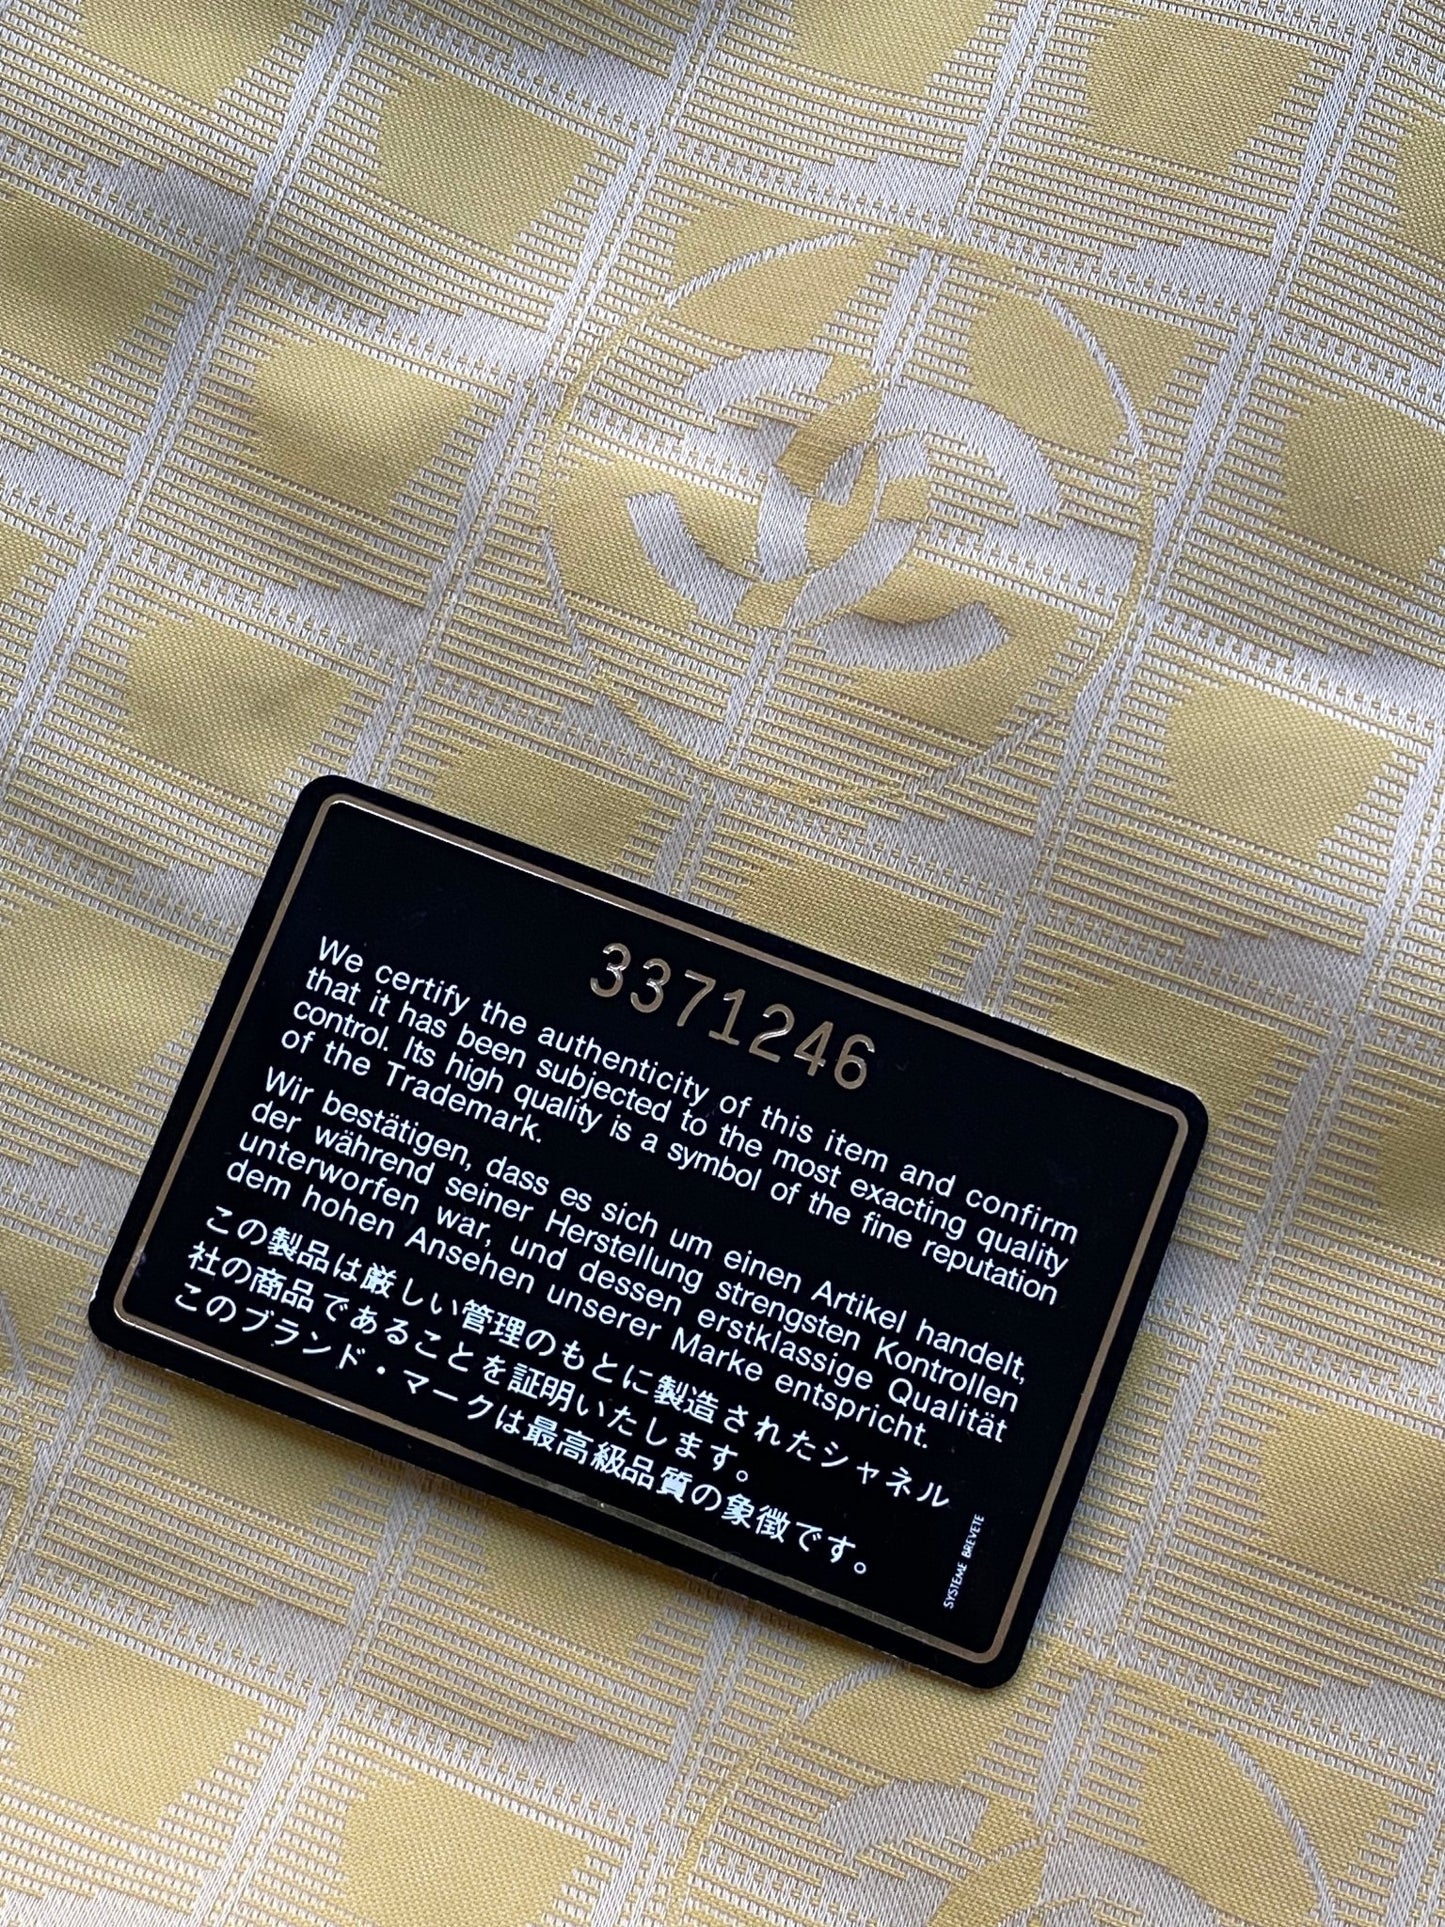 3371246
We certify the authenticity of this item and confirm
that it has been subjected to the most exacting quality
control. Its high quality is a symbol of the fine reputation
of the Trademark.
Wir bestätigen, dass es sich um einen Artikel handelt,
der während seiner Herstellung strengsten Kontrollen
unterworfen war, und dessen erstklassige Qualität
dem hohen Ansehen unserer Marke entspricht.
この製品は厳しい管理のもとに製造されたシャネル
社の商品であることを証明いたします。
このブランド・マークは最高級品質の象徴です。
SYSTEME BREVETE